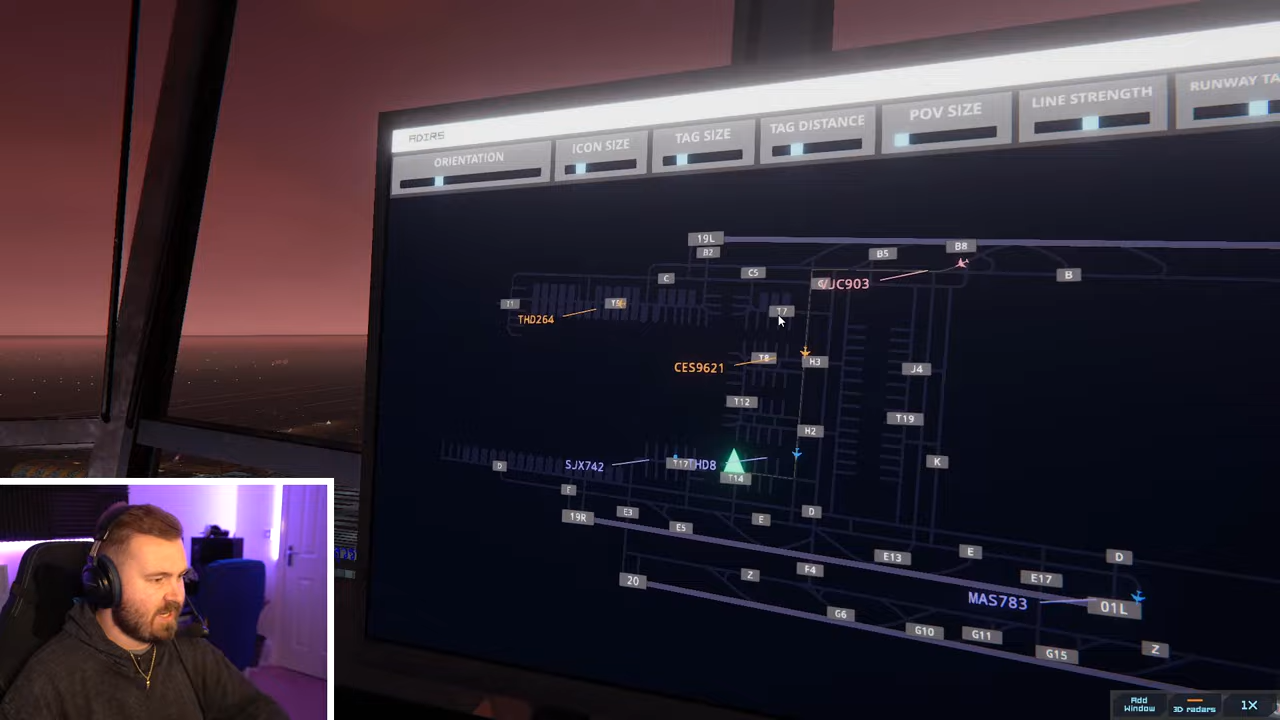 ADIRS
ORIENTATION
ICON SIZE
TAG SIZE
TAG DISTANCE
POV SIZE
LINE STRENGTH
RUNWAY TA
19L
B2
B5
B8
C
C5
B
VJC903
T1
THD264
T7
CES9621
T8
H3
J4
T12
T19
H2
SJX742
T17
HD8
K
D
T14
F
19R
E3
E5
E
D
E13
E
D
20
Z
F4
E17
MAS783
01L
G6
G10
G11
G15
Z
Add
Window
3D radars
1X